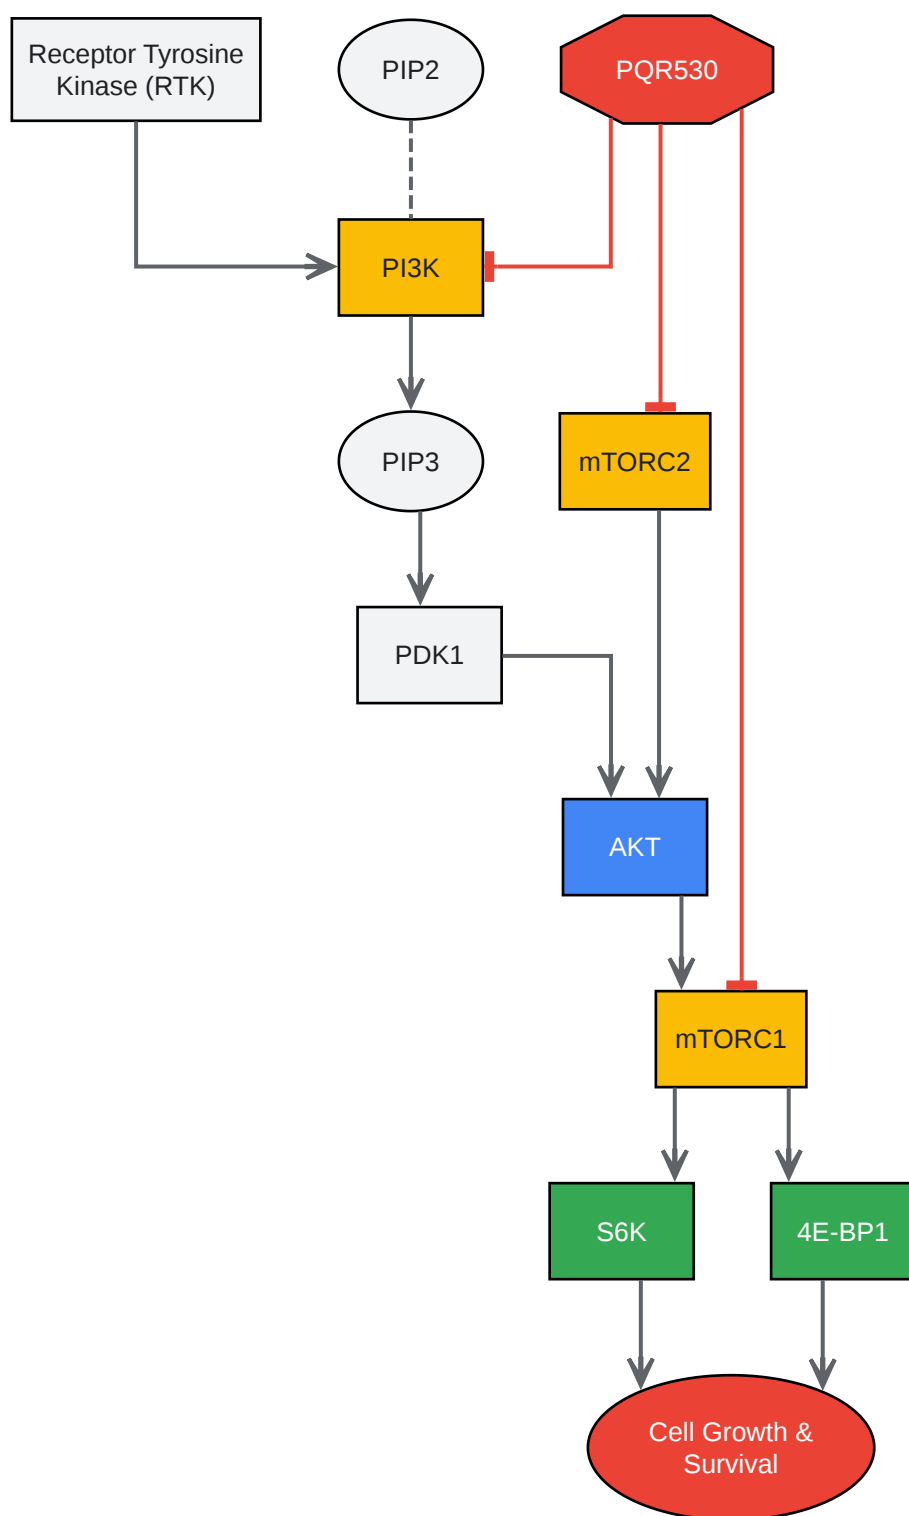 Receptor Tyrosine
Kinase (RTK)
PIP2
PQR530
PI3K
PIP3
mTORC2
PDK1
AKT
mTORC1
S6K
4E-BP1
Cell Growth &
Survival